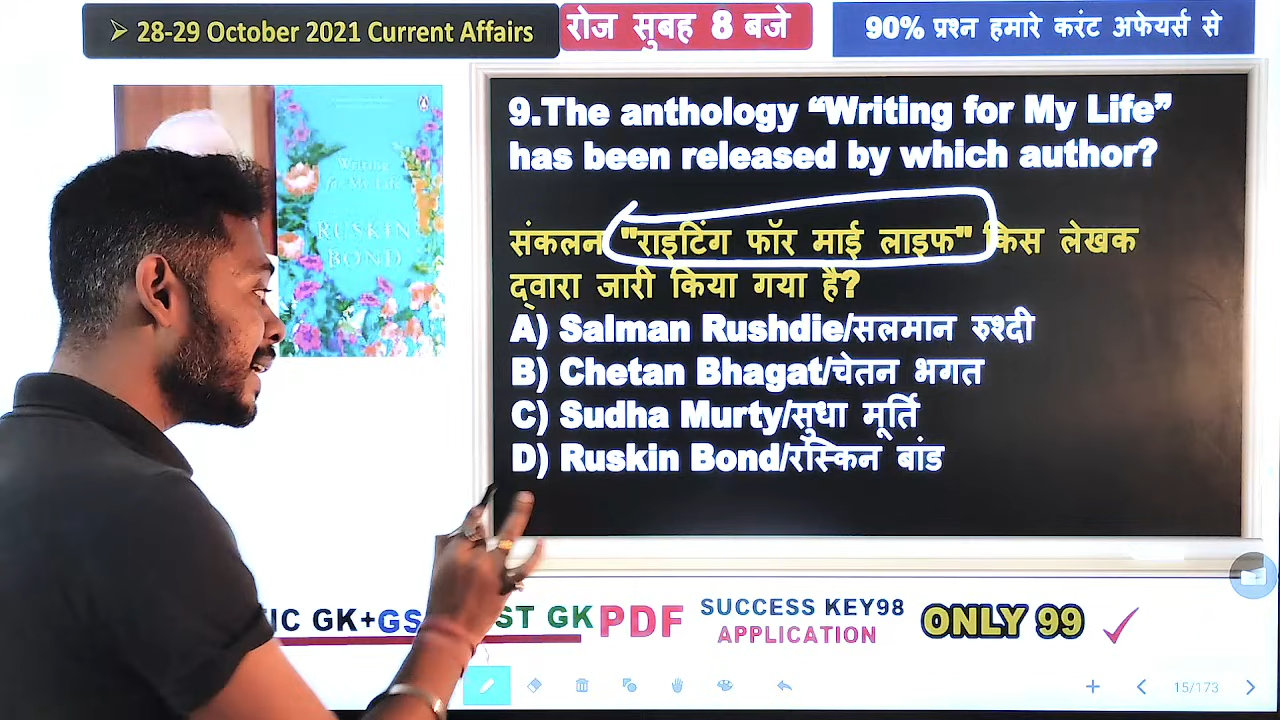 ➢ 28-29 October 2021 Current Affairs
रोज सुबह 8 बजे
90% प्रश्न हमारे करंट अफेयर्स से
Writing
for My Life
RUSKIN
BOND
9.The anthology “Writing for My Life”
has been released by which author?
संकलन "राइटिंग फॉर माई लाइफ" किस लेखक
द्वारा जारी किया गया है?
A) Salman Rushdie/सलमान रुश्दी
B) Chetan Bhagat/चेतन भगत
C) Sudha Murty/सुधा मूर्ति
D) Ruskin Bond/रस्किन बांड
IC GK+GS
ST GK PDF
SUCCESS KEY98
APPLICATION
ONLY 99
15/173